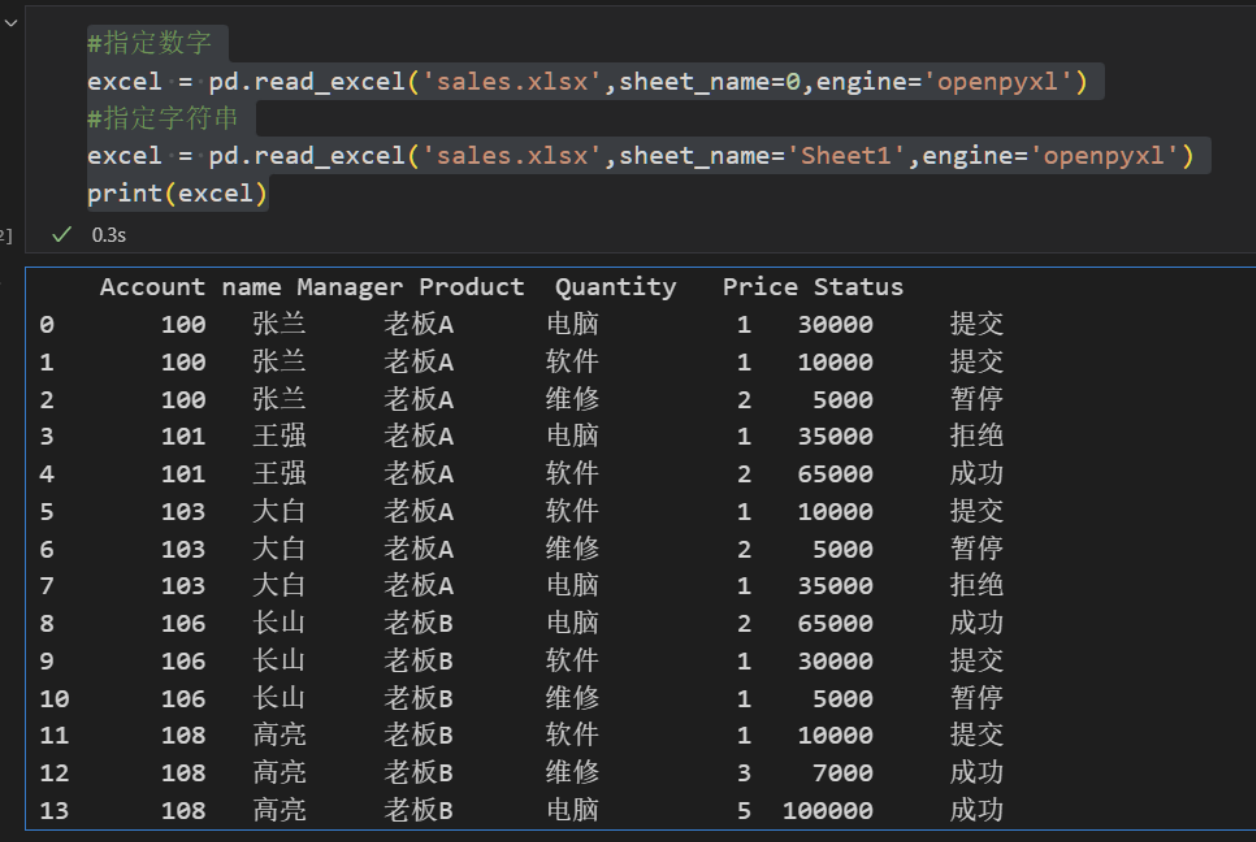 #指定数字
excel = pd.read_excel('sales.xlsx',sheet_name=0,engine='openpyxl')
#指定字符串
excel = pd.read_excel('sales.xlsx',sheet_name='Sheet1',engine='openpyxl')
print(excel)
2] ✓ 0.3s
Account name Manager Product Quantity Price Status
0 100 张兰 老板A 电脑 1 30000 提交
1 100 张兰 老板A 软件 1 10000 提交
2 100 张兰 老板A 维修 2 5000 暂停
3 101 王强 老板A 电脑 1 35000 拒绝
4 101 王强 老板A 软件 2 65000 成功
5 103 大白 老板A 软件 1 10000 提交
6 103 大白 老板A 维修 2 5000 暂停
7 103 大白 老板A 电脑 1 35000 拒绝
8 106 长山 老板B 电脑 2 65000 成功
9 106 长山 老板B 软件 1 30000 提交
10 106 长山 老板B 维修 1 5000 暂停
11 108 高亮 老板B 软件 1 10000 提交
12 108 高亮 老板B 维修 3 7000 成功
13 108 高亮 老板B 电脑 5 100000 成功